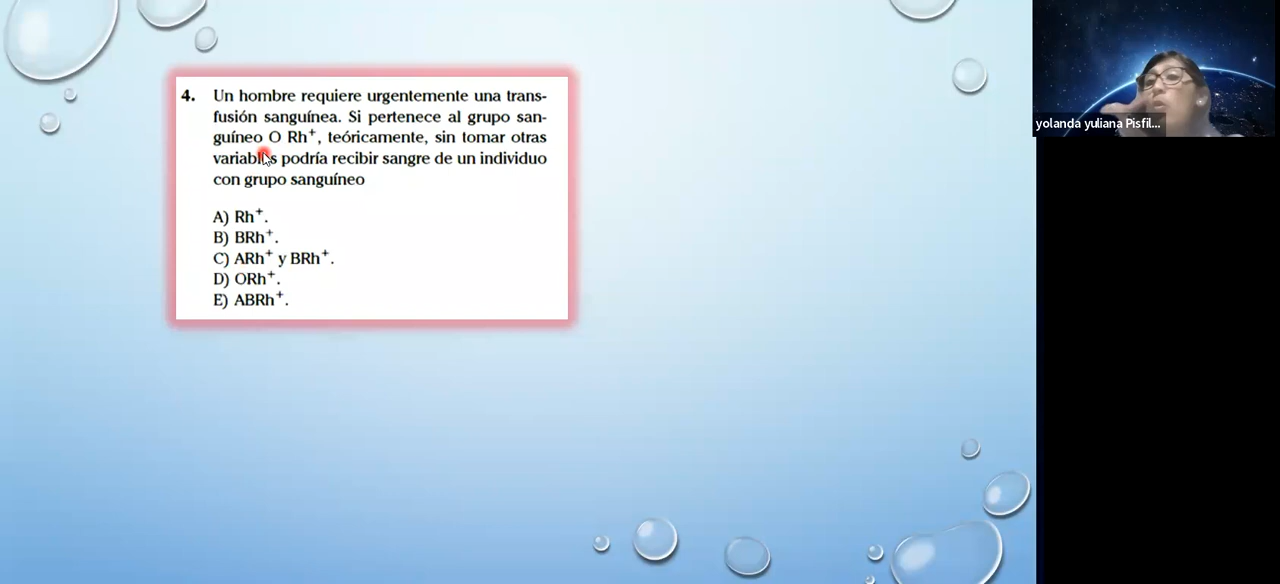 4. Un hombre requiere urgentemente una trans-
fusión sanguínea. Si pertenece al grupo san-
guíneo O Rh⁺, teóricamente, sin tomar otras
variables podría recibir sangre de un individuo
con grupo sanguíneo
A) Rh⁺.
B) BRh⁺.
C) ARh⁺ y BRh⁺.
D) ORh⁺.
E) ABRh⁺.
yolanda yuliana Pisfil...